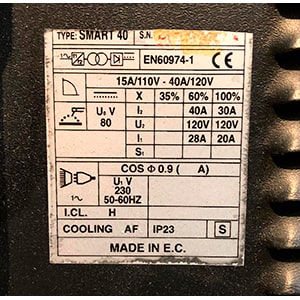 TYPE: SMART 40 S.N.
EN60974-1 CE
15A/110V - 40A/120V
X 35% 60% 100%
U₀ V 80 I₂ 40A 30A
U₂ 120V 120V
I₁ 28A 20A
S₁
COS Φ 0.9 ( A)
U₁ V
230
50-60HZ
I.CL. H
COOLING AF IP23 S
MADE IN E.C.